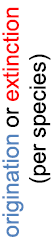 origination or extinction
(per species)